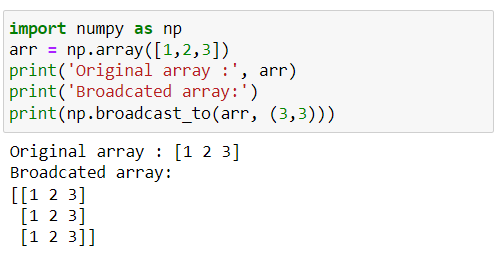 import numpy as np
arr = np.array([1,2,3])
print('Original array :', arr)
print('Broadcated array:')
print(np.broadcast_to(arr, (3,3)))
Original array : [1 2 3]
Broadcated array:
[[1 2 3]
 [1 2 3]
 [1 2 3]]